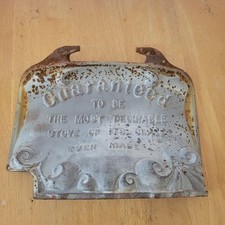 Guaranteed
TO BE
THE MOST DESIRABLE
STOVE OF ITS CLASS
EVER MADE